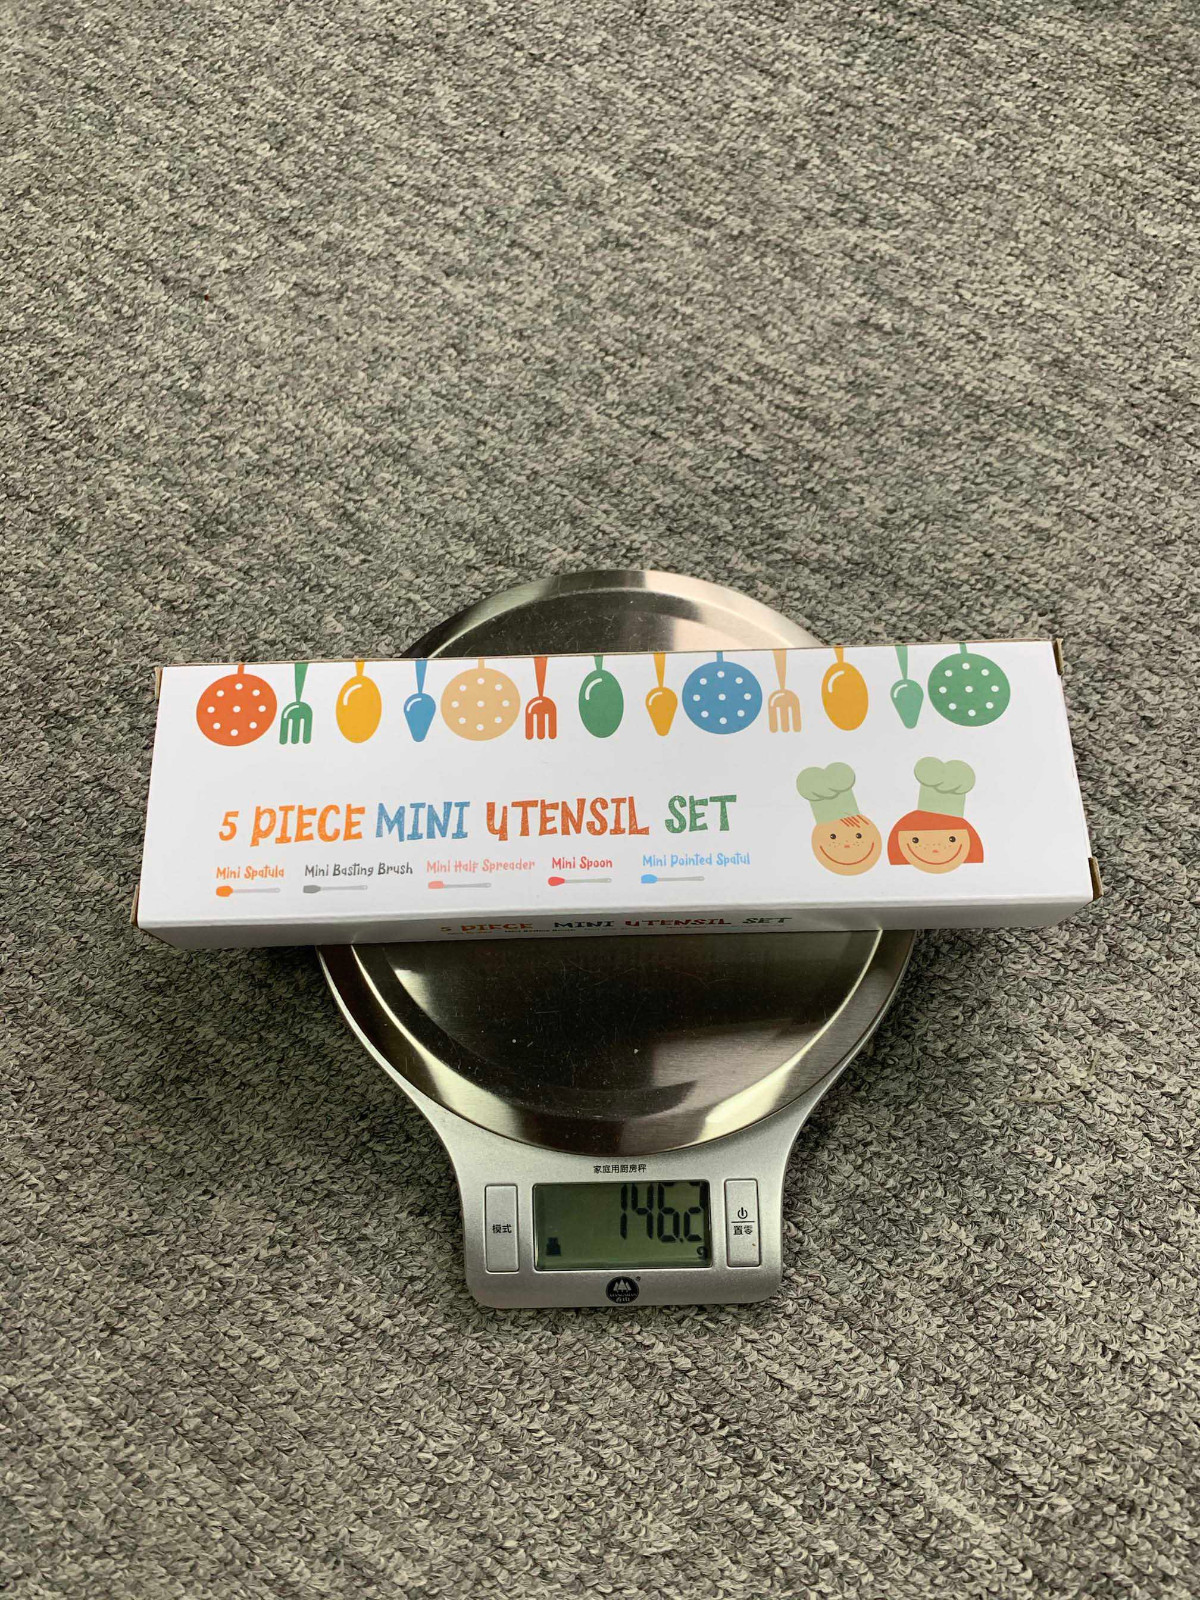 5 PIECE MINI UTENSIL SET
Mini Spatula Mini Basting Brush Mini Half Spreader Mini Spoon Mini Pointed Spatul
5 PIECE MINI UTENSIL SET
家庭用厨房秤
模式
146.2
g
置零